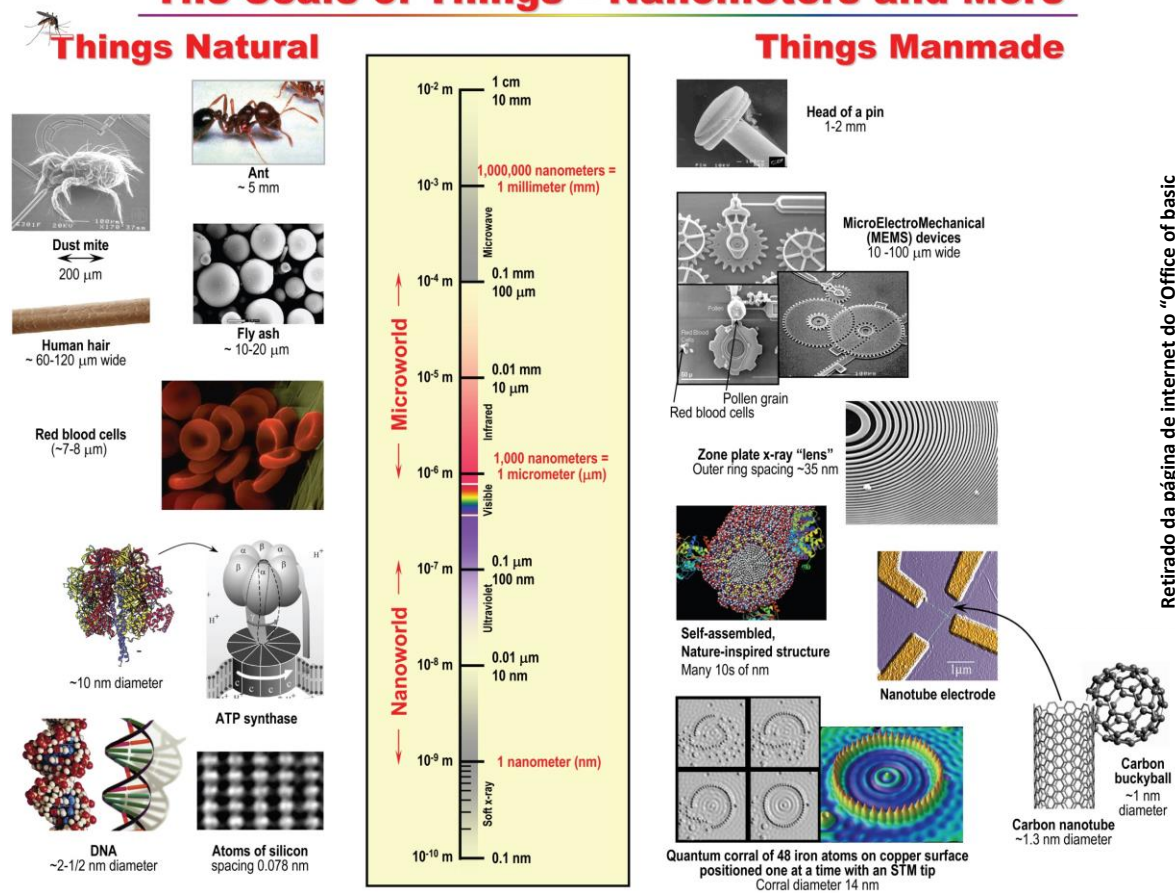 The Scale of Things – Nanometers and More
Things Natural
Things Manmade
Ant
~ 5 mm
Dust mite
200 μm
Human hair
~ 60-120 μm wide
Fly ash
~ 10-20 μm
Red blood cells
(~7-8 μm)
H+
~10 nm diameter
ATP synthase
DNA
~2-1/2 nm diameter
Atoms of silicon
spacing 0.078 nm
Microworld
Nanoworld
10-2 m
1 cm
10 mm
1,000,000 nanometers =
10-3 m
1 millimeter (mm)
Microwave
10-4 m
0.1 mm
100 μm
10-5 m
0.01 mm
10 μm
Infrared
1,000 nanometers =
10-6 m
1 micrometer (μm)
Visible
10-7 m
0.1 μm
100 nm
Ultraviolet
10-8 m
0.01 μm
10 nm
10-9 m
1 nanometer (nm)
Soft x-ray
10-10 m
0.1 nm
Head of a pin
1-2 mm
MicroElectroMechanical
(MEMS) devices
10 -100 μm wide
Pollen
Red Blood
Pollen grain
Red blood cells
Zone plate x-ray “lens”
Outer ring spacing ~35 nm
Self-assembled,
Nature-inspired structure
Many 10s of nm
1μm
Nanotube electrode
Carbon
buckyball
~1 nm
diameter
Carbon nanotube
~1.3 nm diameter
Quantum corral of 48 iron atoms on copper surface
positioned one at a time with an STM tip
Corral diameter 14 nm
Retirado da página de internet do “Office of basic